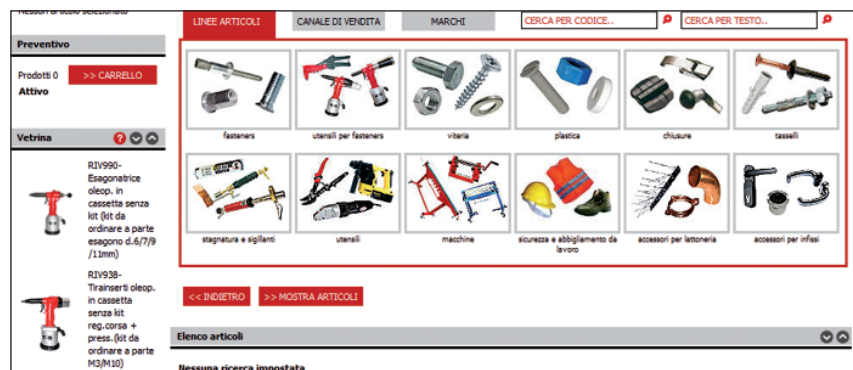 Nessun articolo selezionato
Preventivo
Prodotti 0
>> CARRELLO
Attivo
Vetrina
RIV990-
Esagonatrice
oleop. in
cassetta senza
kit (kit da
ordinare a parte
esagono d.6/7/9
/11mm)
RIV938-
Tirainserti oleop.
in cassetta
senza kit
reg.corsa +
press.(kit da
ordinare a parte
M3/M10)
LINEE ARTICOLI
CANALE DI VENDITA
MARCHI
CERCA PER CODICE..
CERCA PER TESTO..
fasteners
utensili per fasteners
viteria
plastica
chiusure
tasselli
stagnatura e sigillanti
utensili
macchine
sicurezza e abbigliamento da
lavoro
accessori per lattoneria
accessori per infissi
<< INDIETRO
>> MOSTRA ARTICOLI
Elenco articoli
Nessuna ricerca impostata